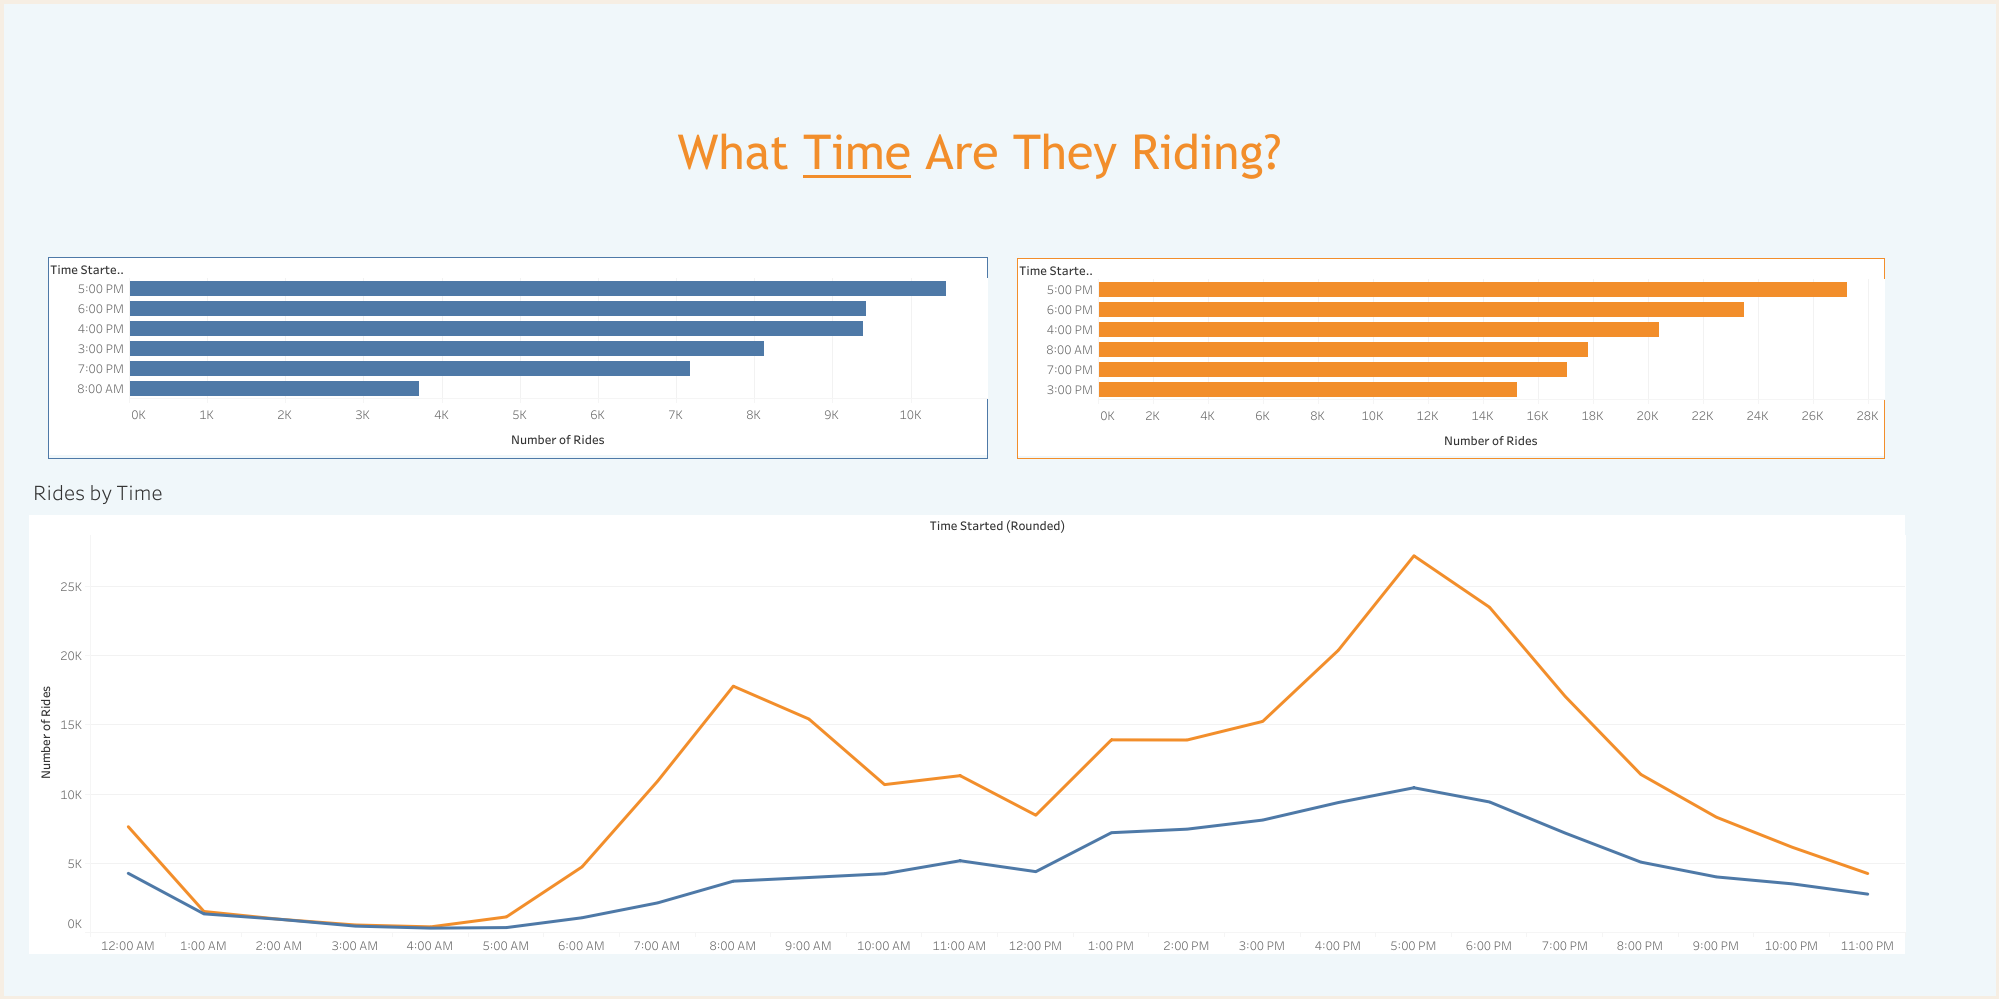 What Time Are They Riding?
Time Starte..
5:00 PM
6:00 PM
4:00 PM
3:00 PM
7:00 PM
8:00 AM
0K 1K 2K 3K 4K 5K 6K 7K 8K 9K 10K
Number of Rides
Time Starte..
5:00 PM
6:00 PM
4:00 PM
8:00 AM
7:00 PM
3:00 PM
0K 2K 4K 6K 8K 10K 12K 14K 16K 18K 20K 22K 24K 26K 28K
Number of Rides
Rides by Time
Time Started (Rounded)
25K
20K
15K
10K
5K
0K
Number of Rides
12:00 AM 1:00 AM 2:00 AM 3:00 AM 4:00 AM 5:00 AM 6:00 AM 7:00 AM 8:00 AM 9:00 AM 10:00 AM 11:00 AM 12:00 PM 1:00 PM 2:00 PM 3:00 PM 4:00 PM 5:00 PM 6:00 PM 7:00 PM 8:00 PM 9:00 PM 10:00 PM 11:00 PM